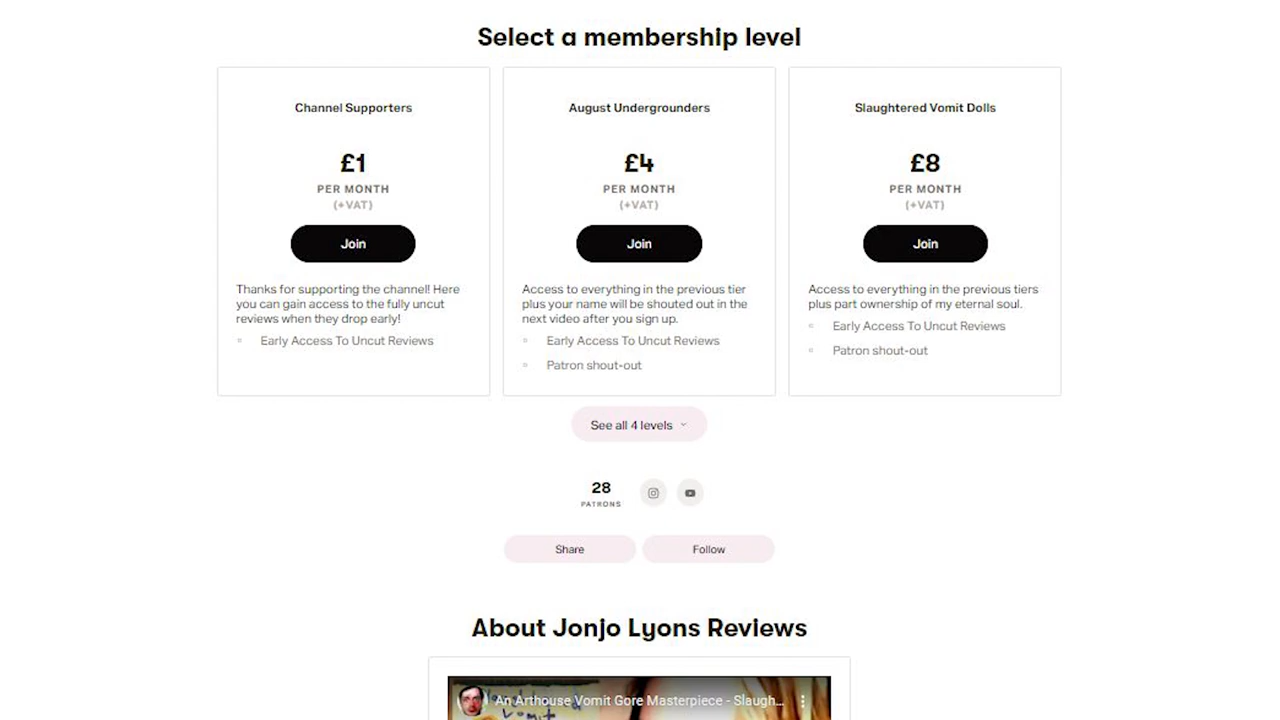 Select a membership level
Channel Supporters
£1
PER MONTH
(+VAT)
Join
Thanks for supporting the channel! Here
you can gain access to the fully uncut
reviews when they drop early!
Early Access To Uncut Reviews
August Undergrounders
£4
PER MONTH
(+VAT)
Join
Access to everything in the previous tier
plus your name will be shouted out in the
next video after you sign up.
Early Access To Uncut Reviews
Patron shout-out
Slaughtered Vomit Dolls
£8
PER MONTH
(+VAT)
Join
Access to everything in the previous tiers
plus part ownership of my eternal soul.
Early Access To Uncut Reviews
Patron shout-out
See all 4 levels
28
PATRONS
Share
Follow
About Jonjo Lyons Reviews
An Arthouse Vomit Gore Masterpiece - Slaugh...
Vomit